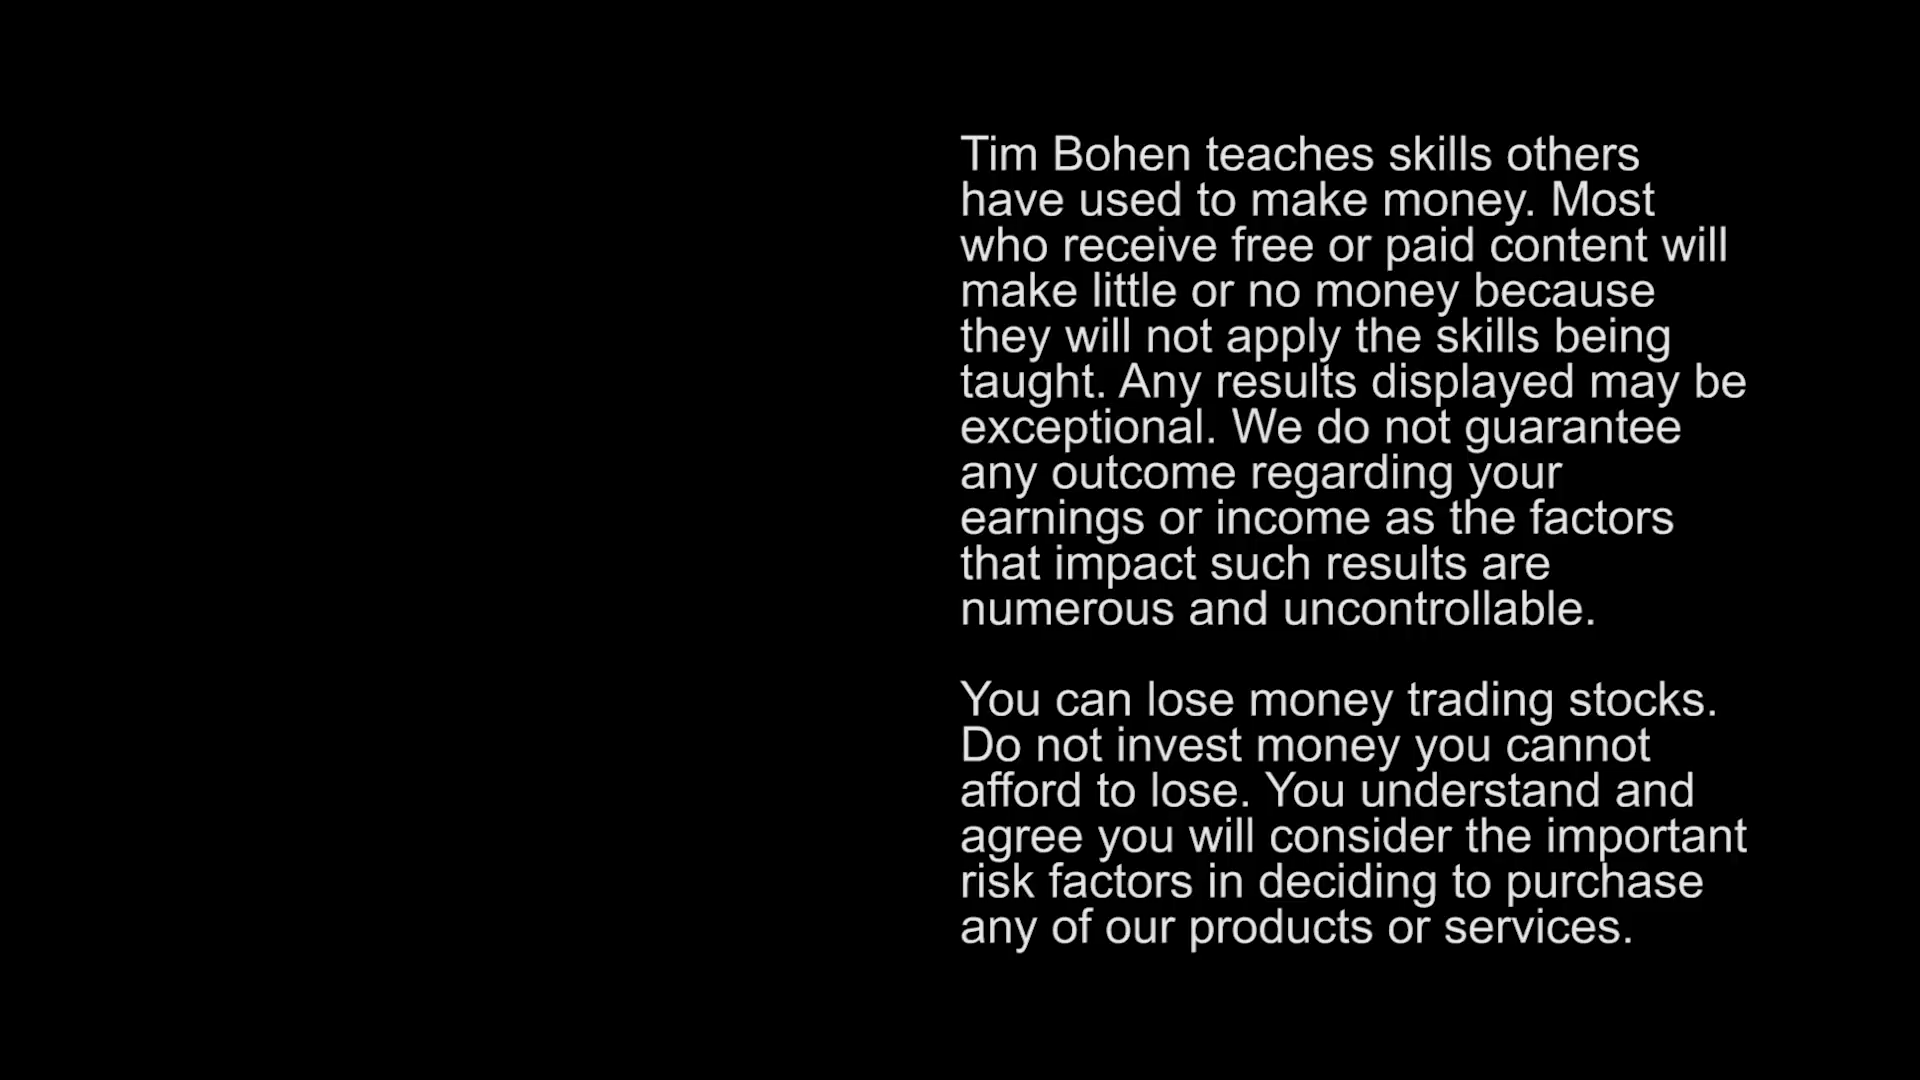 Tim Bohen teaches skills others
have used to make money. Most
who receive free or paid content will
make little or no money because
they will not apply the skills being
taught. Any results displayed may be
exceptional. We do not guarantee
any outcome regarding your
earnings or income as the factors
that impact such results are
numerous and uncontrollable.
You can lose money trading stocks.
Do not invest money you cannot
afford to lose. You understand and
agree you will consider the important
risk factors in deciding to purchase
any of our products or services.